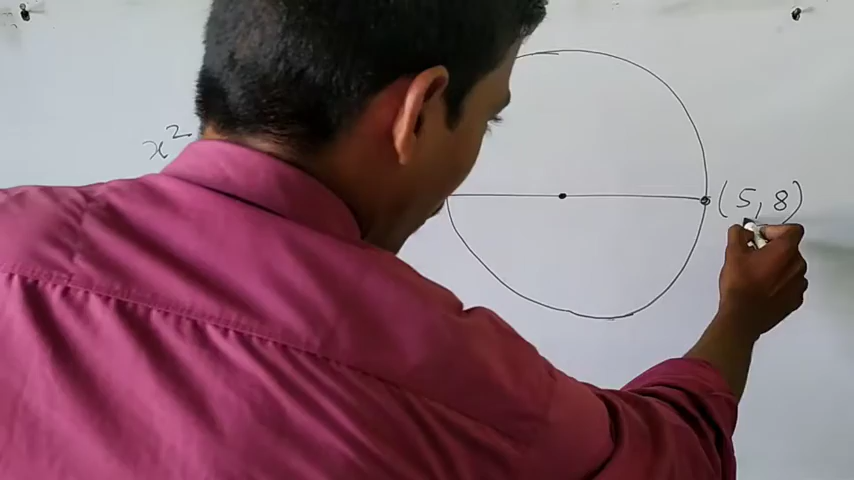 x²
(5, 8)